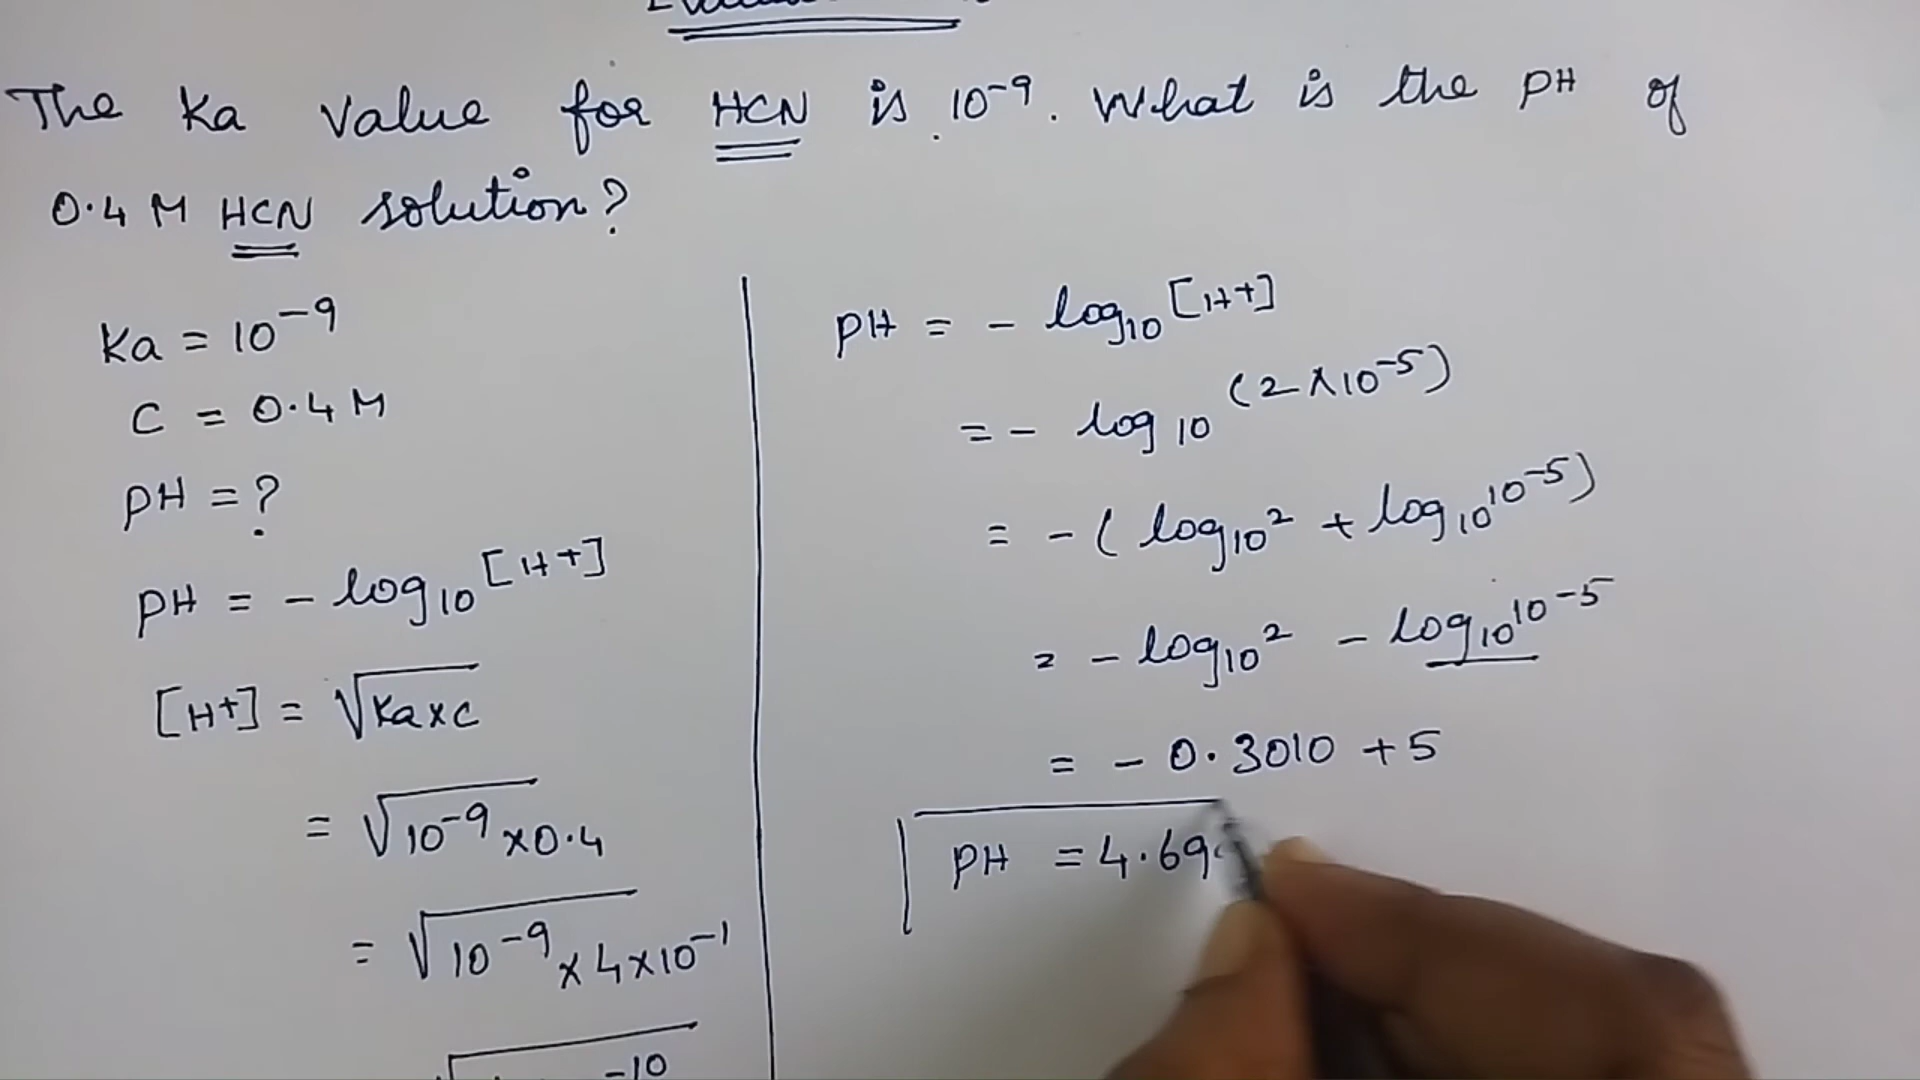 The Ka value for HCN is 10⁻⁹. What is the PH of
0.4 M HCN solution?
Ka = 10⁻⁹
C = 0.4 M
PH = ?
PH = - log₁₀[H+]
[H+] = √Ka×C
= √10⁻⁹×0.4
= √10⁻⁹×4×10⁻¹
PH = - log₁₀[H+]
= - log₁₀(2×10⁻⁵)
= -(log₁₀2 + log₁₀10⁻⁵)
= - log₁₀2 - log₁₀10⁻⁵
= - 0.3010 + 5
PH = 4.69